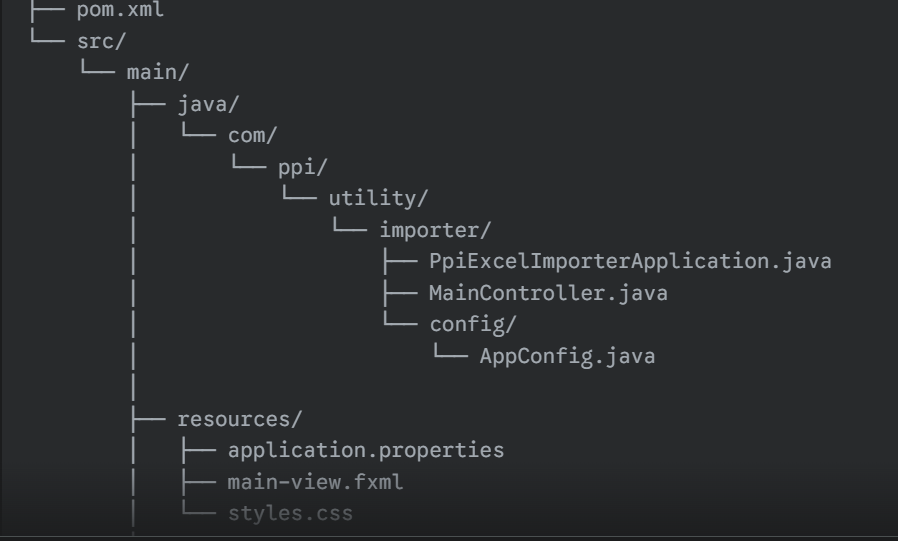 ├── pom.xml
└── src/
    └── main/
        ├── java/
        │   └── com/
        │       └── ppi/
        │           └── utility/
        │               └── importer/
        │                   ├── PpiExcelImporterApplication.java
        │                   ├── MainController.java
        │                   └── config/
        │                       └── AppConfig.java
        │
        ├── resources/
        │   ├── application.properties
        │   ├── main-view.fxml
        │   └── styles.css